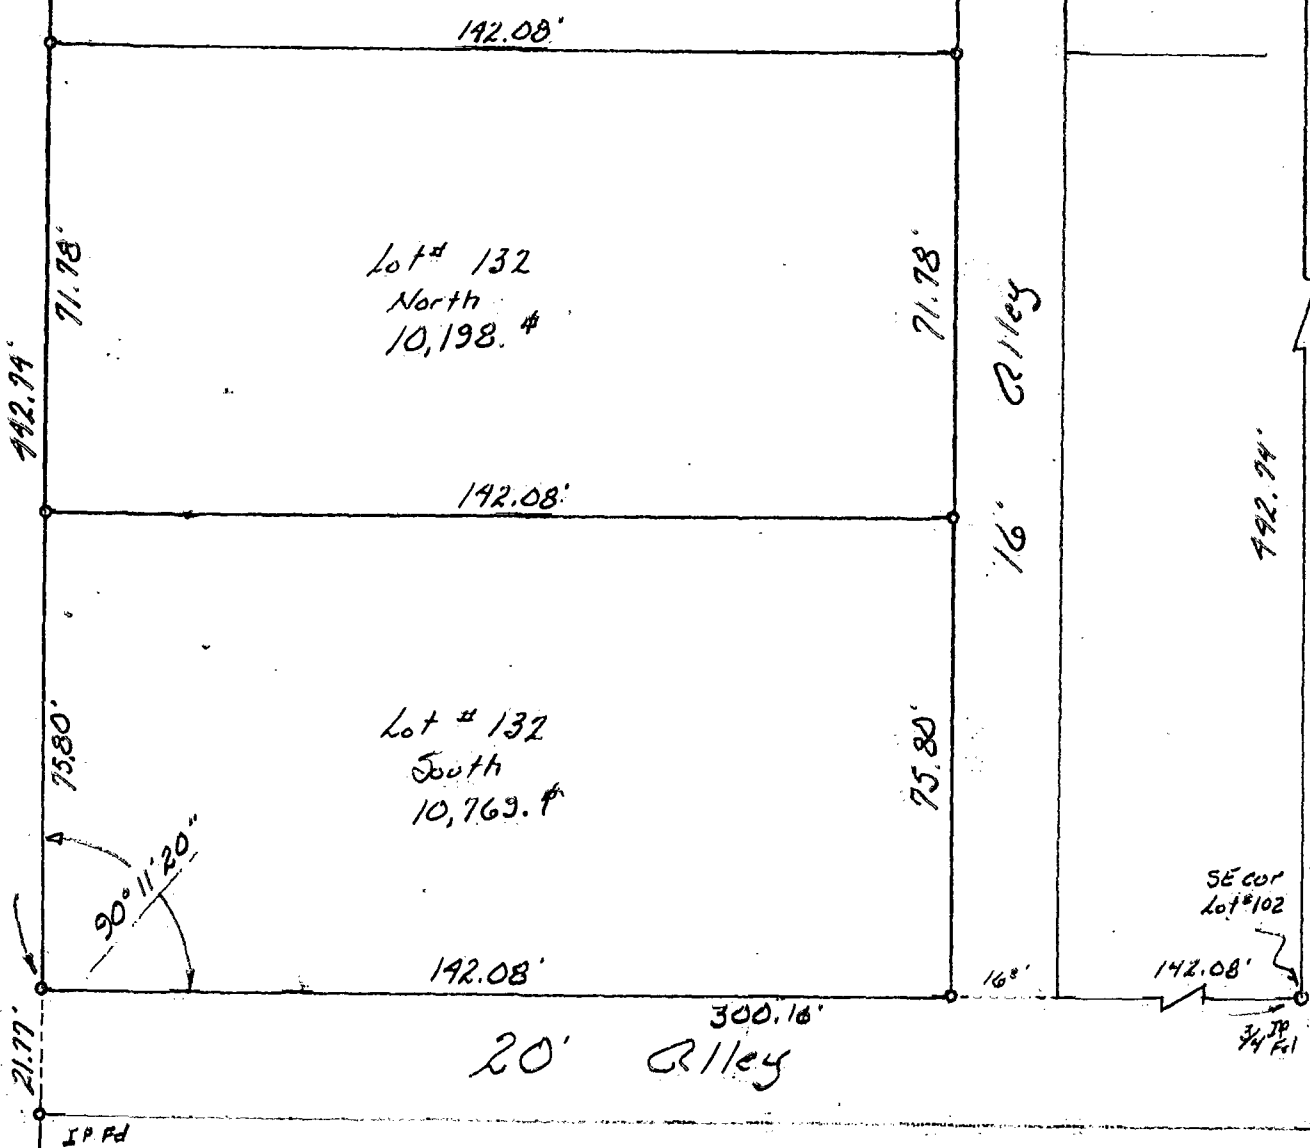 142.08'
71.78'
Lot # 132
North
10,198.#
71.78'
Alley
16'
442.74'
442.74'
142.08'
75.80'
Lot # 132
South
10,769.#
75.80'
90° 11' 20"
SE cor
Lot #102
142.08'
16'
142.08'
300.16'
3/4 IP
Fd
21.77'
20' Alley
IP Fd